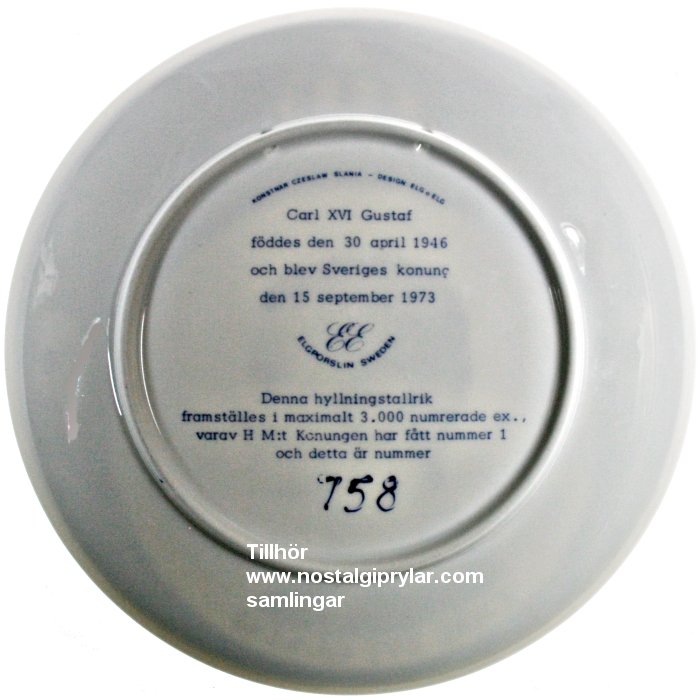 KONSTNÄR CZESLAW SLANIA - DESIGN ELG o ELG
Carl XVI Gustaf
föddes den 30 april 1946
och blev Sveriges konung
den 15 september 1973
EE
ELGPORSLIN SWEDEN
Denna hyllningstallrik
framställes i maximalt 3.000 numrerade ex.,
varav H M:t Konungen har fått nummer 1
och detta är nummer
758
Tillhör
www.nostalgiprylar.com
samlingar